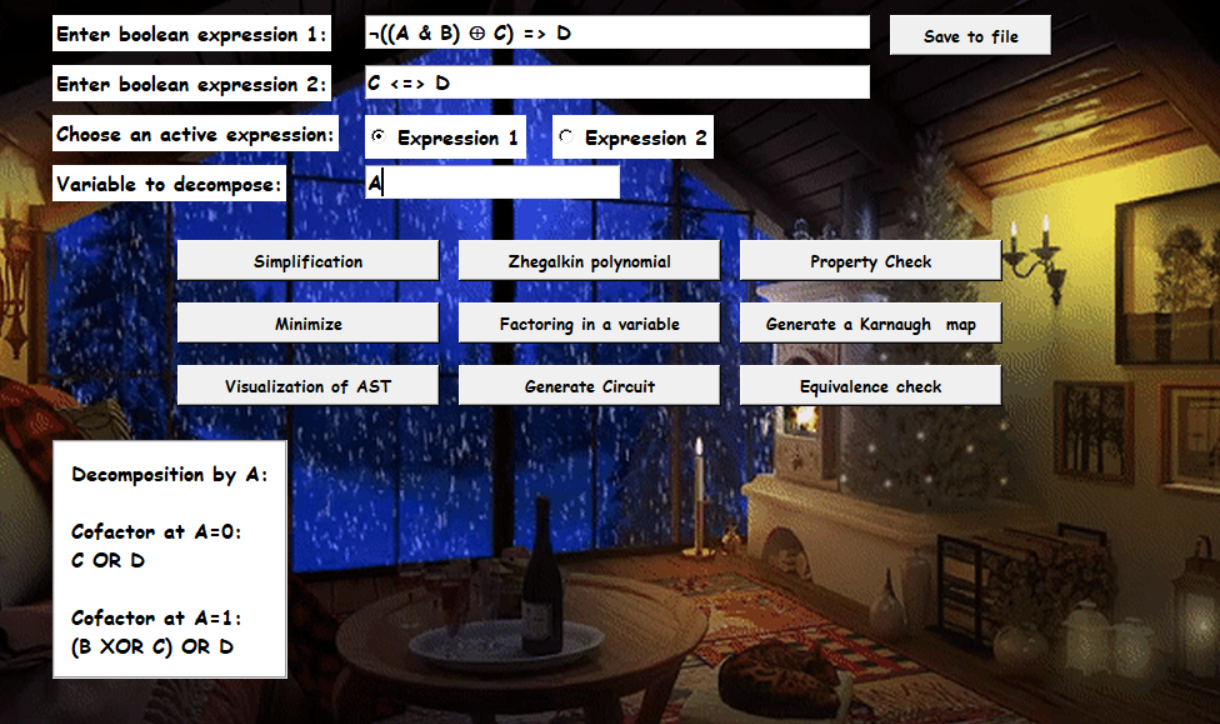 Enter boolean expression 1: ¬((A & B) ⊕ C) => D Save to file
Enter boolean expression 2: C <=> D
Choose an active expression: Expression 1 Expression 2
Variable to decompose: A
Simplification Zhegalkin polynomial Property Check
Minimize Factoring in a variable Generate a Karnaugh  map
Visualization of AST Generate Circuit Equivalence check
Decomposition by A:
Cofactor at A=0:
C OR D
Cofactor at A=1:
(B XOR C) OR D